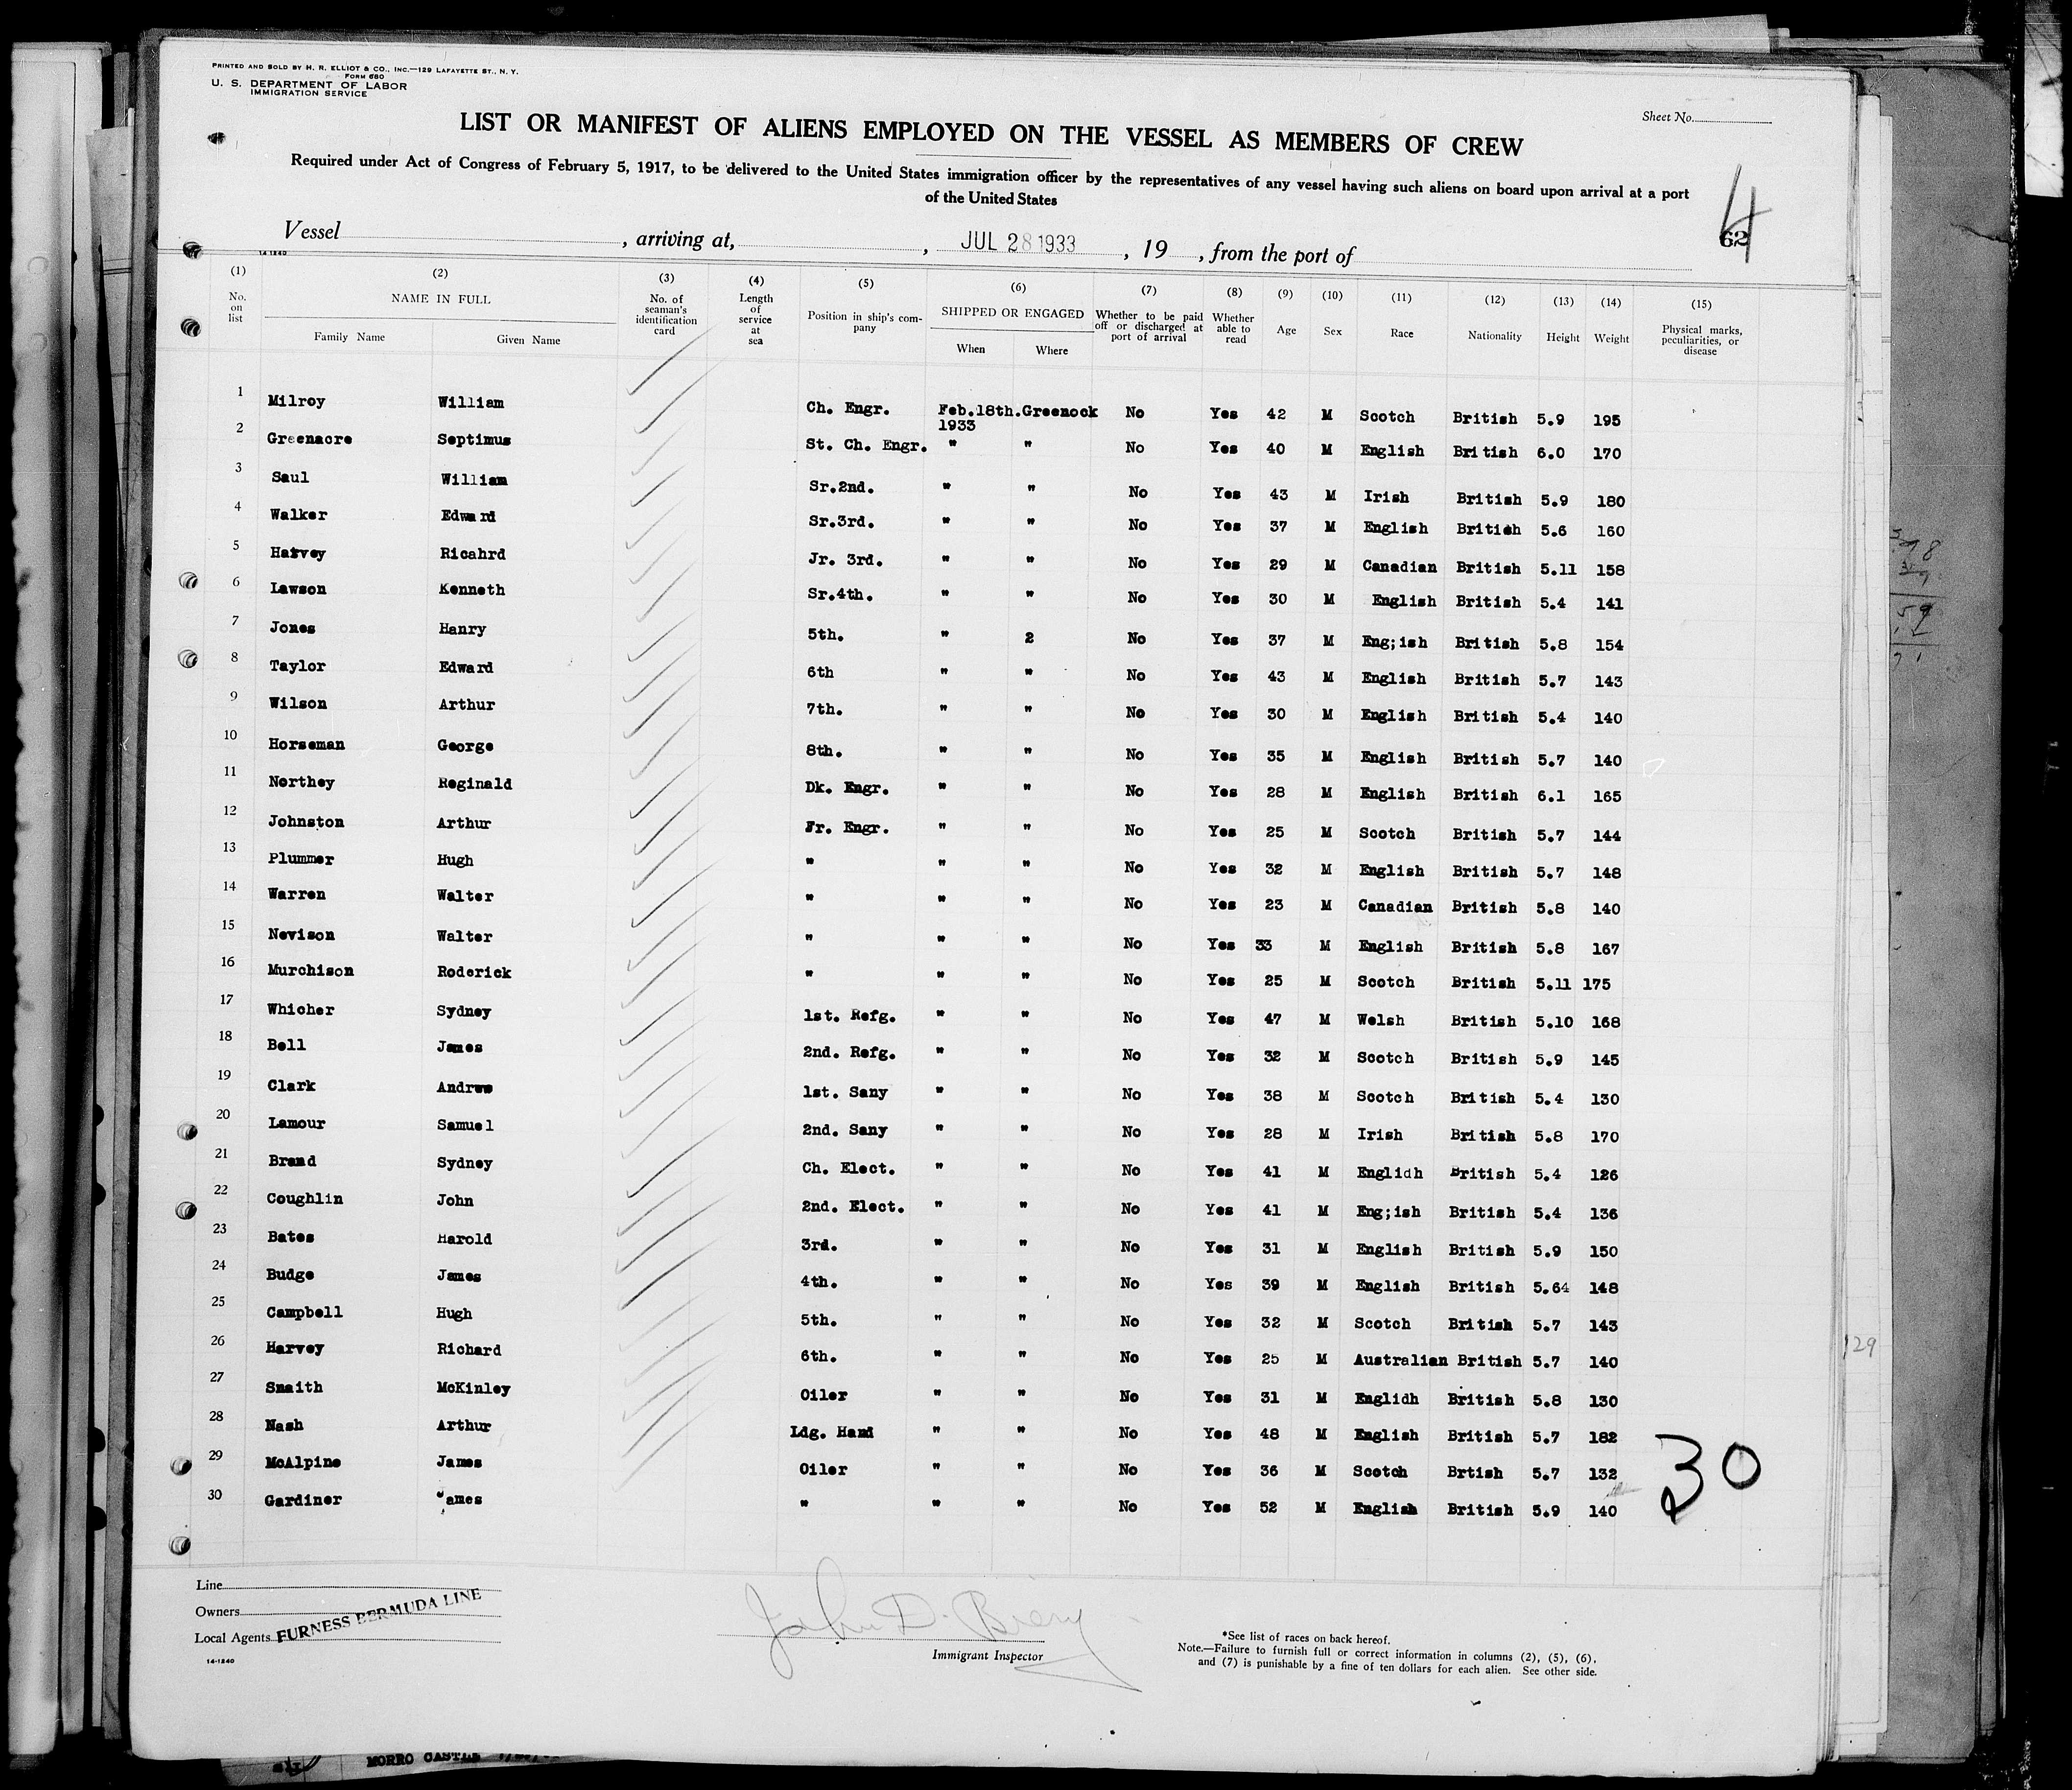 PRINTED AND SOLD BY H. R. ELLIOT & CO., INC.—129 LAFAYETTE ST., N. Y.
FORM 680
U. S. DEPARTMENT OF LABOR
IMMIGRATION SERVICE
Sheet No.
LIST OR MANIFEST OF ALIENS EMPLOYED ON THE VESSEL AS MEMBERS OF CREW
Required under Act of Congress of February 5, 1917, to be delivered to the United States immigration officer by the representatives of any vessel having such aliens on board upon arrival at a port
of the United States
4
62
Vessel , arriving at, , JUL 28 1933 , 19 , from the port of
14-1240
(1) (2) (3) (4) (5) (6) (7) (8) (9) (10) (11) (12) (13) (14) (15)
No. on list NAME IN FULL Family Name Given Name No. of seaman's identification card Length of service at sea Position in ship's company SHIPPED OR ENGAGED When Where Whether to be paid off or discharged at port of arrival Whether able to read Age Sex Race Nationality Height Weight Physical marks, peculiarities, or disease
1 Milroy William Ch. Engr. Feb.18th. 1933 Greenock No Yes 42 M Scotch British 5.9 195
2 Greenacre Septimus St. Ch. Engr. " " No Yes 40 M English British 6.0 170
3 Saul William Sr.2nd. " " No Yes 43 M Irish British 5.9 180
4 Walker Edward Sr.3rd. " " No Yes 37 M English British 5.6 160
5 Harvey Ricahrd Jr. 3rd. " " No Yes 29 M Canadian British 5.11 158
6 Lawson Kenneth Sr.4th. " " No Yes 30 M English British 5.4 141
7 Jones Hanry 5th. " 2 No Yes 37 M Eng;ish British 5.8 154
8 Taylor Edward 6th " " No Yes 43 M English British 5.7 143
9 Wilson Arthur 7th. " " No Yes 30 M English British 5.4 140
10 Horseman George 8th. " " No Yes 35 M English British 5.7 140
11 Northey Reginald Dk. Engr. " " No Yes 28 M English British 6.1 165
12 Johnston Arthur Fr. Engr. " " No Yes 25 M Scotch British 5.7 144
13 Plummer Hugh " " " No Yes 32 M English British 5.7 148
14 Warren Walter " " " No Yes 23 M Canadian British 5.8 140
15 Nevison Walter " " " No Yes 33 M English British 5.8 167
16 Murchison Roderick " " " No Yes 25 M Scotch British 5.11 175
17 Whicher Sydney 1st. Refg. " " No Yes 47 M Welsh British 5.10 168
18 Bell James 2nd. Refg. " " No Yes 32 M Scotch British 5.9 145
19 Clark Andrew 1st. Sany " " No Yes 38 M Scotch British 5.4 130
20 Lamour Samuel 2nd. Sany " " No Yes 28 M Irish British 5.8 170
21 Brand Sydney Ch. Elect. " " No Yes 41 M Englidh British 5.4 126
22 Coughlin John 2nd. Elect. " " No Yes 41 M Eng;ish British 5.4 136
23 Bates Harold 3rd. " " No Yes 31 M English British 5.9 150
24 Budge James 4th. " " No Yes 39 M English British 5.64 148
25 Campbell Hugh 5th. " " No Yes 32 M Scotch British 5.7 143
26 Harvey Richard 6th. " " No Yes 25 M Australian British 5.7 140
27 Smaith McKinley Oiler " " No Yes 31 M Englidh British 5.8 130
28 Nash Arthur Ldg. Hand " " No Yes 48 M English British 5.7 182
29 McAlpine James Oiler " " No Yes 36 M Scotch Brtish 5.7 132
30 Gardiner "ames " " " No Yes 52 M English British 5.9 140
30
129
Line
Owners
Local Agents FURNESS BERMUDA LINE
14-1240
John D. Breny
Immigrant Inspector
*See list of races on back hereof.
Note.—Failure to furnish full or correct information in columns (2), (5), (6),
and (7) is punishable by a fine of ten dollars for each alien. See other side.
MORRO CASTLE